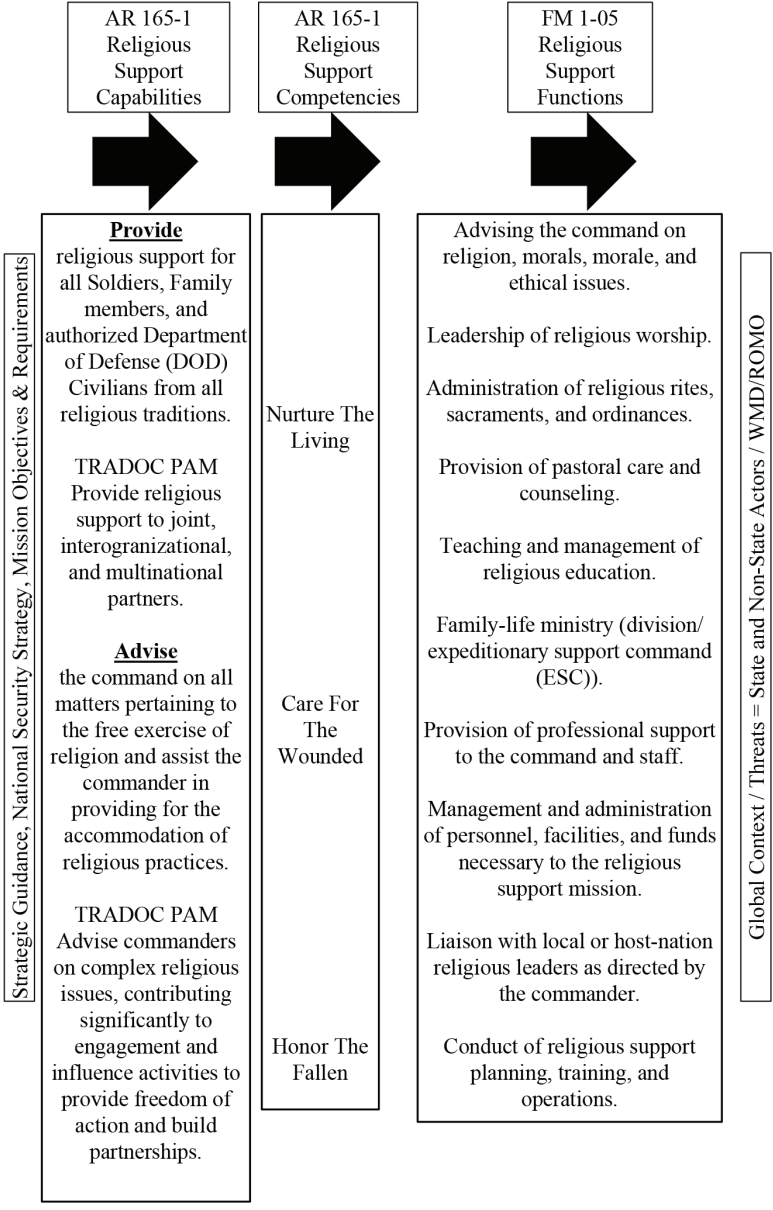 AR 165-1
Religious
Support
Capabilities
AR 165-1
Religious
Support
Competencies
FM 1-05
Religious
Support
Functions
Strategic Guidance, National Security Strategy, Mission Objectives & Requirements
Provide
religious support for
all Soldiers, Family
members, and
authorized Department
of Defense (DOD)
Civilians from all
religious traditions.
TRADOC PAM
Provide religious
support to joint,
interogranizational,
and multinational
partners.
Advise
the command on all
matters pertaining to
the free exercise of
religion and assist the
commander in
providing for the
accommodation of
religious practices.
TRADOC PAM
Advise commanders
on complex religious
issues, contributing
significantly to
engagement and
influence activities to
provide freedom of
action and build
partnerships.
Nurture The
Living
Care For
The
Wounded
Honor The
Fallen
Advising the command on
religion, morals, morale, and
ethical issues.
Leadership of religious worship.
Administration of religious rites,
sacraments, and ordinances.
Provision of pastoral care and
counseling.
Teaching and management of
religious education.
Family-life ministry (division/
expeditionary support command
(ESC)).
Provision of professional support
to the command and staff.
Management and administration
of personnel, facilities, and funds
necessary to the religious
support mission.
Liaison with local or host-nation
religious leaders as directed by
the commander.
Conduct of religious support
planning, training, and
operations.
Global Context / Threats = State and Non-State Actors / WMD/ROMO